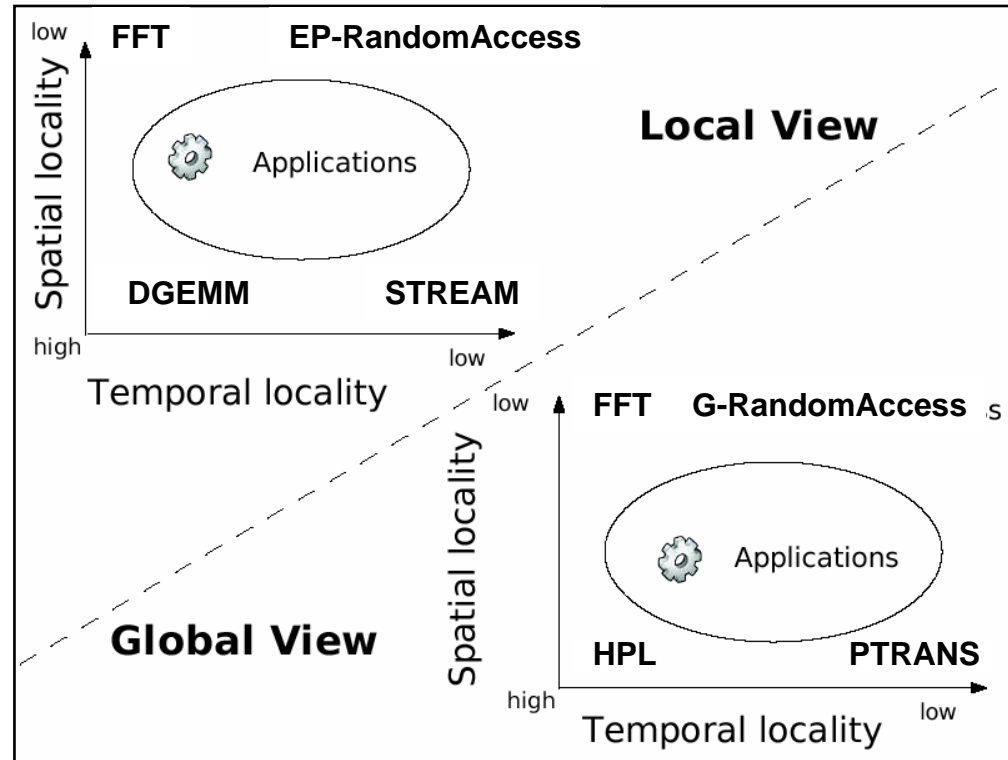 low
FFT EP-RandomAccess
Spatial locality
Applications
DGEMM STREAM
high
low
Temporal locality
Local View
Global View
low
FFT G-RandomAccess s
Spatial locality
Applications
HPL PTRANS
high
low
Temporal locality